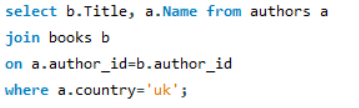 select b.Title, a.Name from authors a
join books b
on a.author_id=b.author_id
where a.country='uk';